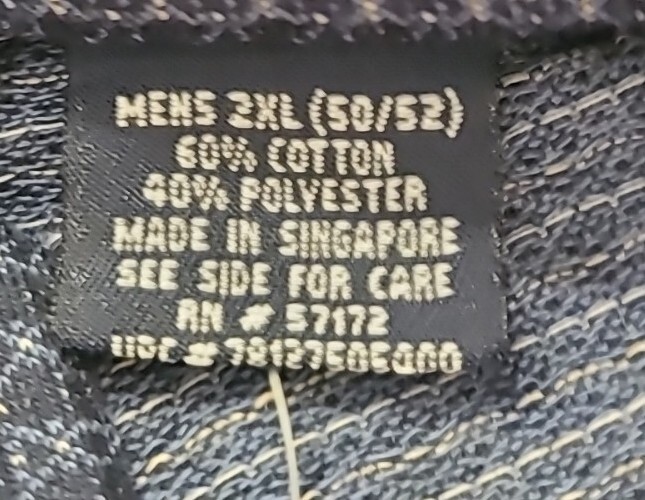 MENS 2XL (50/52)
60% COTTON
40% POLYESTER
MADE IN SINGAPORE
SEE SIDE FOR CARE
RN # 57172